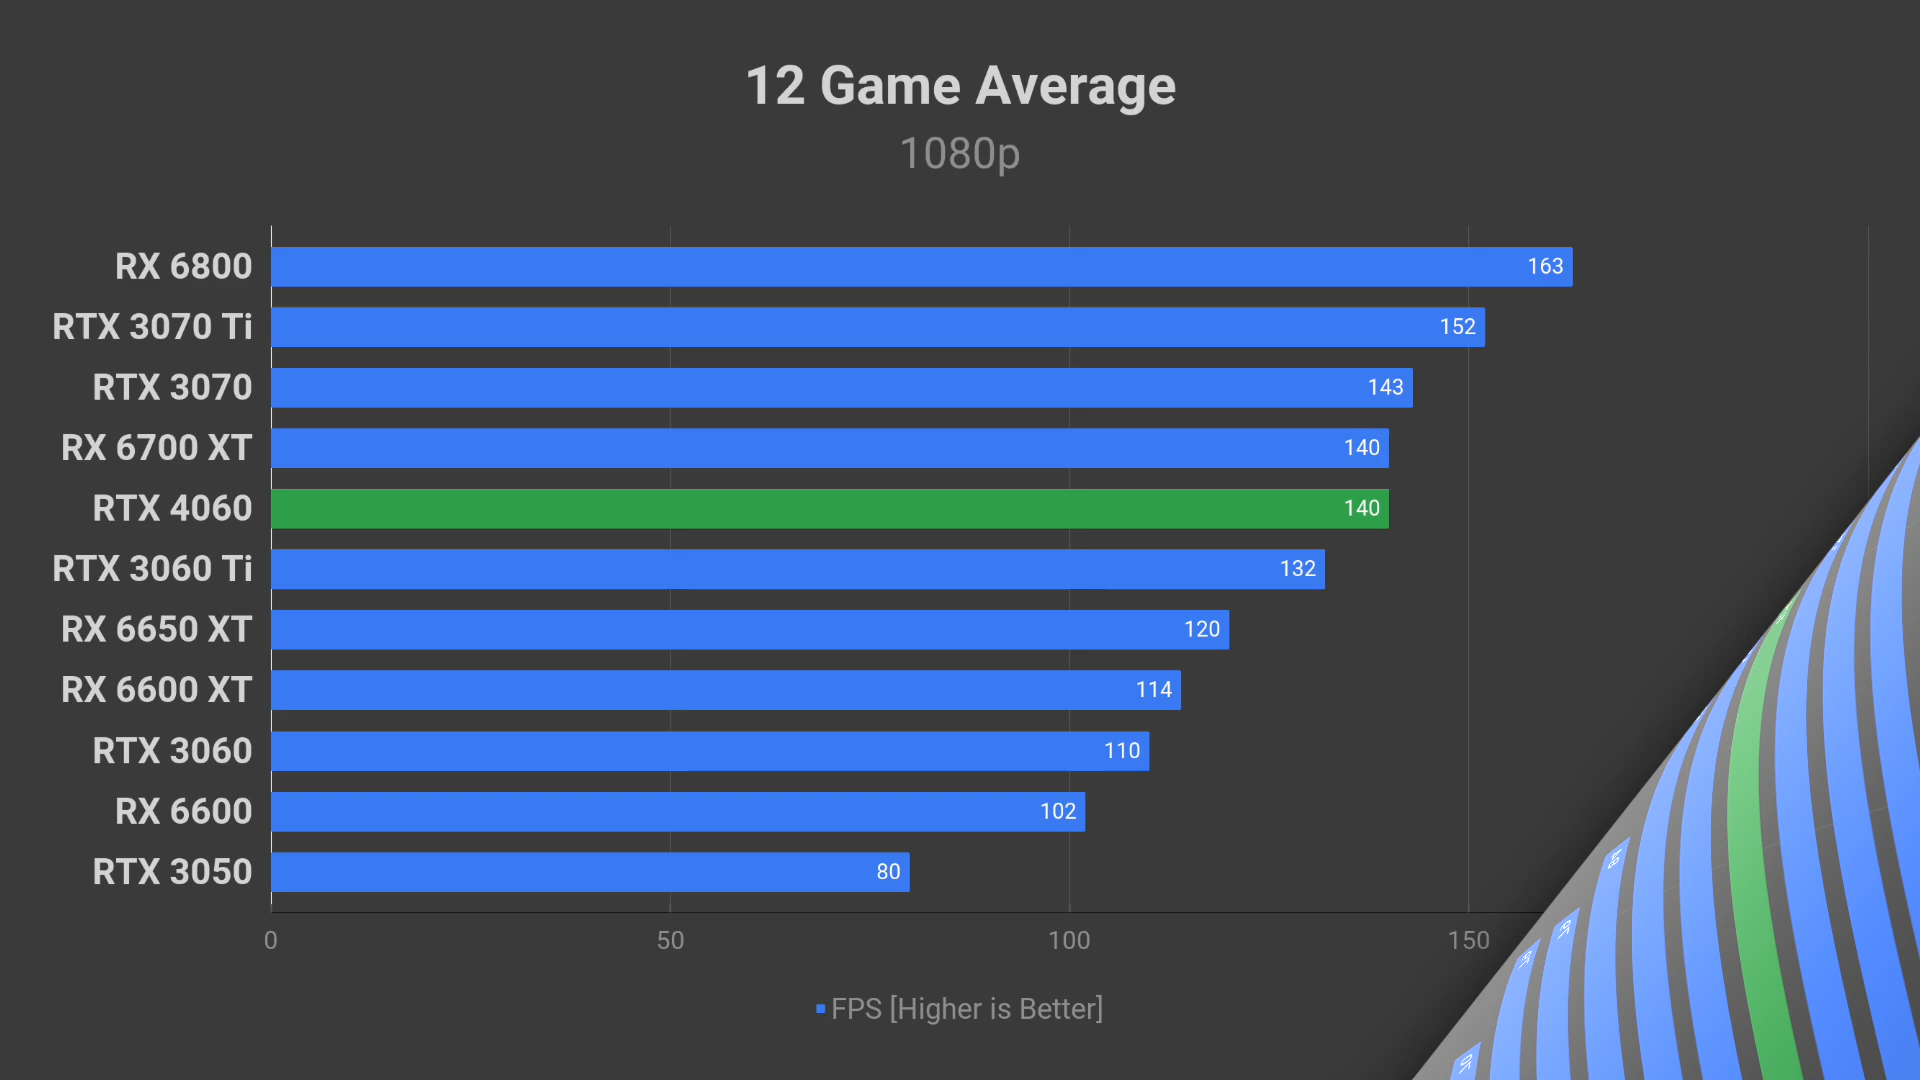 12 Game Average
1080p
RX 6800 163
RTX 3070 Ti 152
RTX 3070 143
RX 6700 XT 140
RTX 4060 140
RTX 3060 Ti 132
RX 6650 XT 120
RX 6600 XT 114
RTX 3060 110
RX 6600 102
RTX 3050 80
0 50 100 150
FPS [Higher is Better]